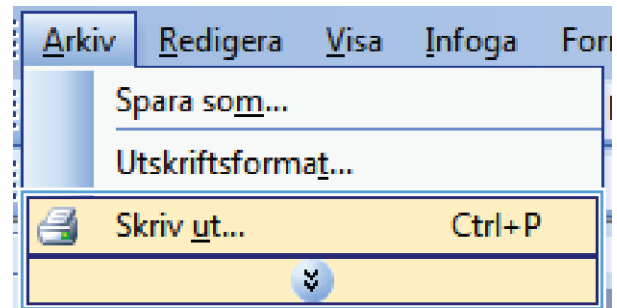 Arkiv Redigera Visa Infoga For
Spara som...
Utskriftsformat...
Skriv ut... Ctrl+P